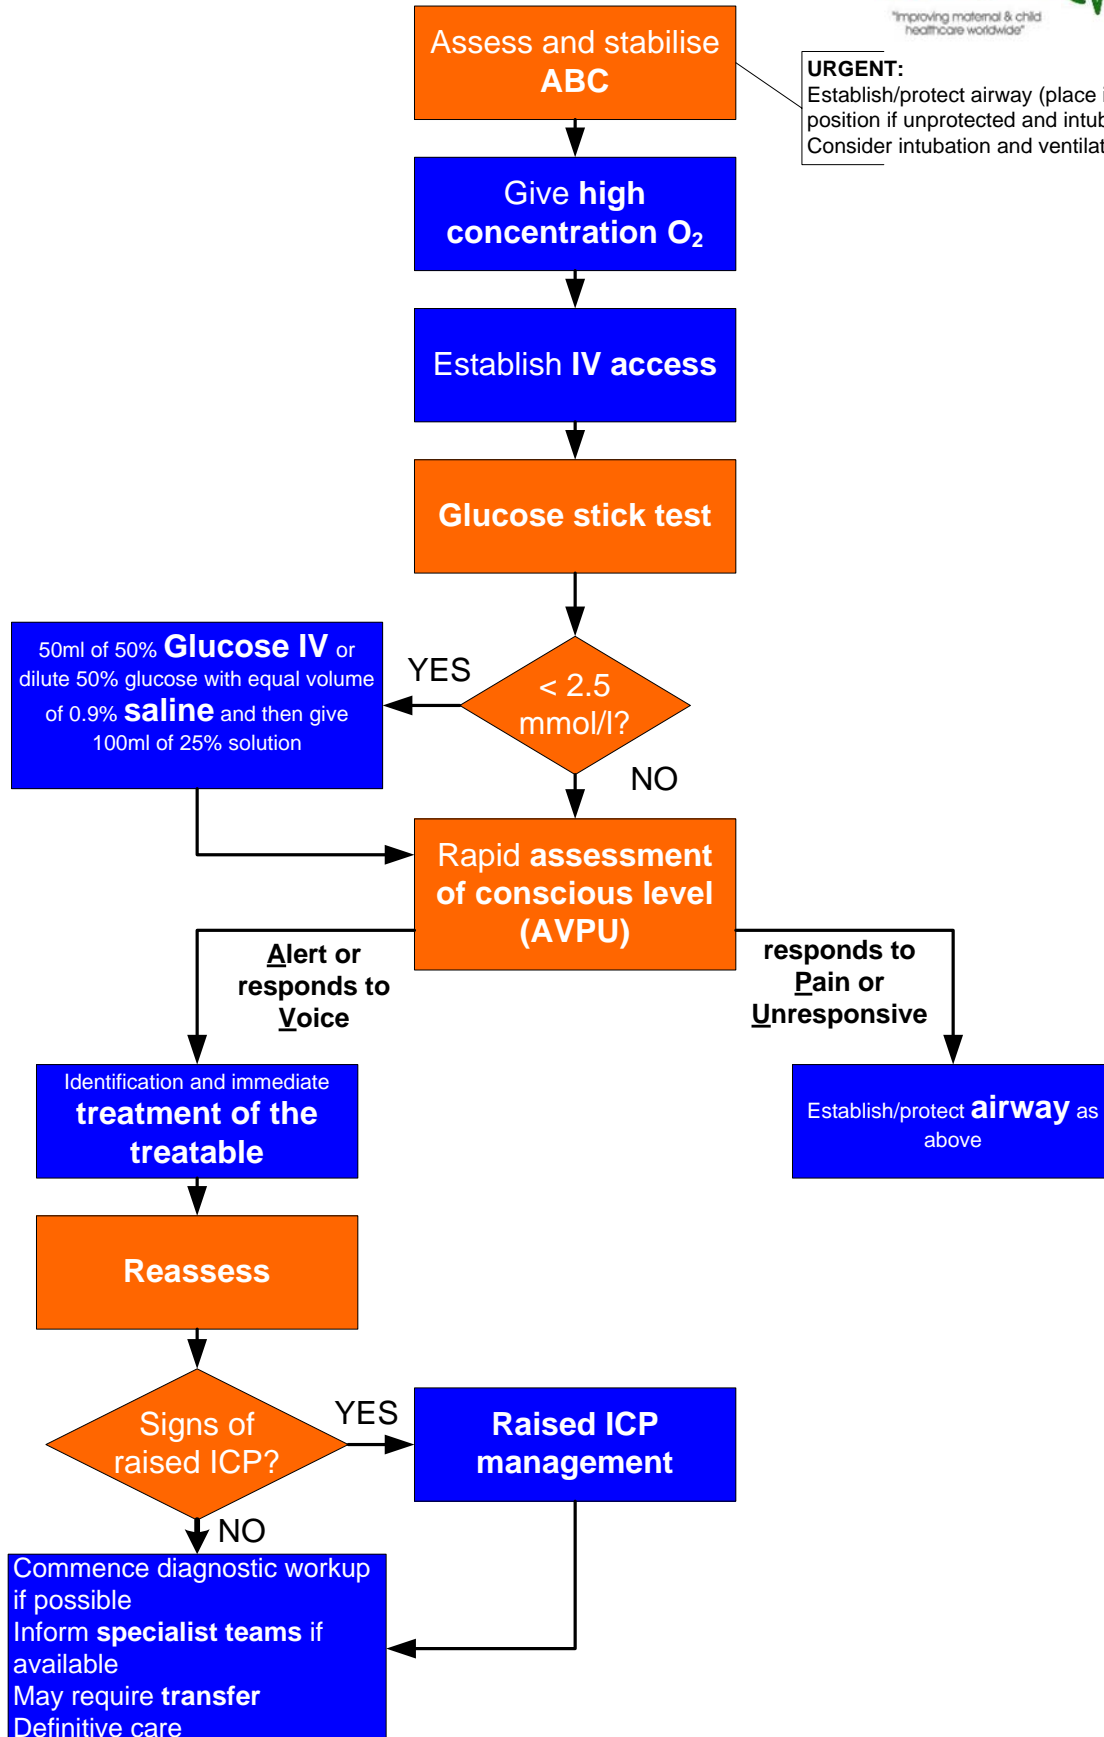 "improving maternal & child
healthcare worldwide"
Assess and stabilise
ABC
URGENT:
Establish/protect airway (place i
position if unprotected and intub
Consider intubation and ventilat
Give high
concentration O₂
Establish IV access
Glucose stick test
50ml of 50% Glucose IV or
dilute 50% glucose with equal volume
of 0.9% saline and then give
100ml of 25% solution
YES
< 2.5
mmol/l?
NO
Rapid assessment
of conscious level
(AVPU)
Alert or
responds to
Voice
responds to
Pain or
Unresponsive
Identification and immediate
treatment of the
treatable
Establish/protect airway as
above
Reassess
Signs of
raised ICP?
YES
Raised ICP
management
NO
Commence diagnostic workup
if possible
Inform specialist teams if
available
May require transfer
Definitive care